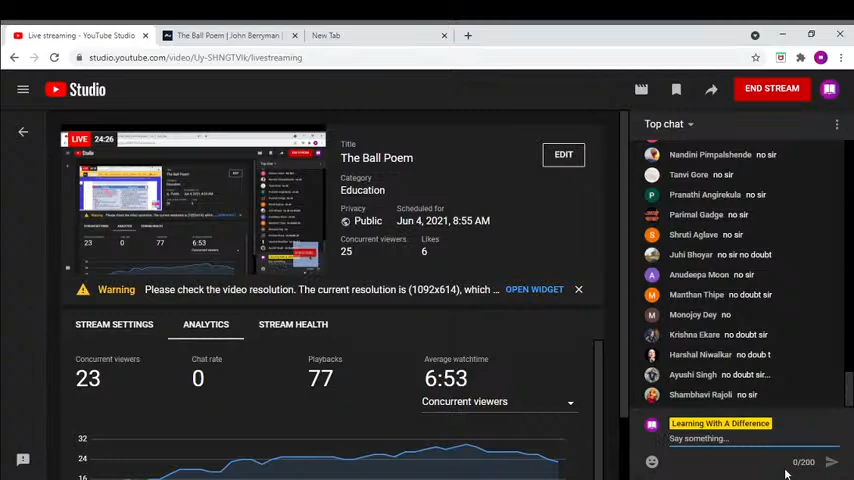 Live streaming - YouTube Studio
The Ball Poem | John Berryman |
New Tab
studio.youtube.com/video/Uy-SHNGTVIk/livestreaming
Studio
END STREAM
LIVE 24:26
Title
The Ball Poem
EDIT
Category
Education
Privacy
Public
Scheduled for
Jun 4, 2021, 8:55 AM
Concurrent viewers
25
Likes
6
Warning Please check the video resolution. The current resolution is (1092x614), which ... OPEN WIDGET
STREAM SETTINGS ANALYTICS STREAM HEALTH
Concurrent viewers
23
Chat rate
0
Playbacks
77
Average watchtime
6:53
Concurrent viewers
32
24
16
Top chat
Nandini Pimpalshende no sir
Tanvi Gore no sir
P Pranathi Angirekula no sir
Parimal Gadge no sir
S Shruti Aglave no sir
Juhi Bhoyar no sir no doubt
A Anudeepa Moon no sir
M Manthan Thipe no doubt sir
Monojoy Dey no
K Krishna Ekare no doubt sir
Harshal Niwalkar no doub t
Ayushi Singh no doubt sir...
Shambhavi Rajoli no sir
Learning With A Difference
Say something...
0/200